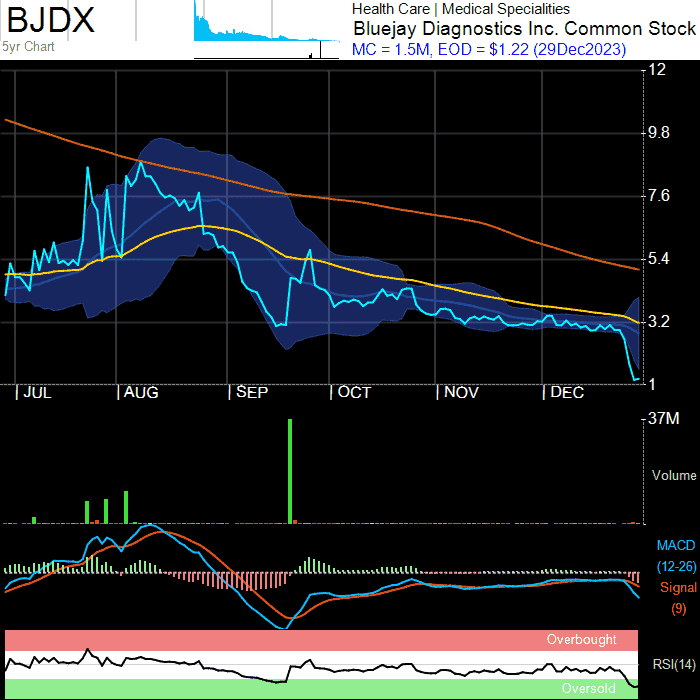 BJDX
5yr Chart
Health Care | Medical Specialities
Bluejay Diagnostics Inc. Common Stock
MC = 1.5M, EOD = $1.22 (29Dec2023)
12
9.8
7.6
5.4
3.2
1
| JUL | AUG | SEP | OCT | NOV | DEC
37M
Volume
MACD
(12-26)
Signal
(9)
Overbought
RSI(14)
Oversold